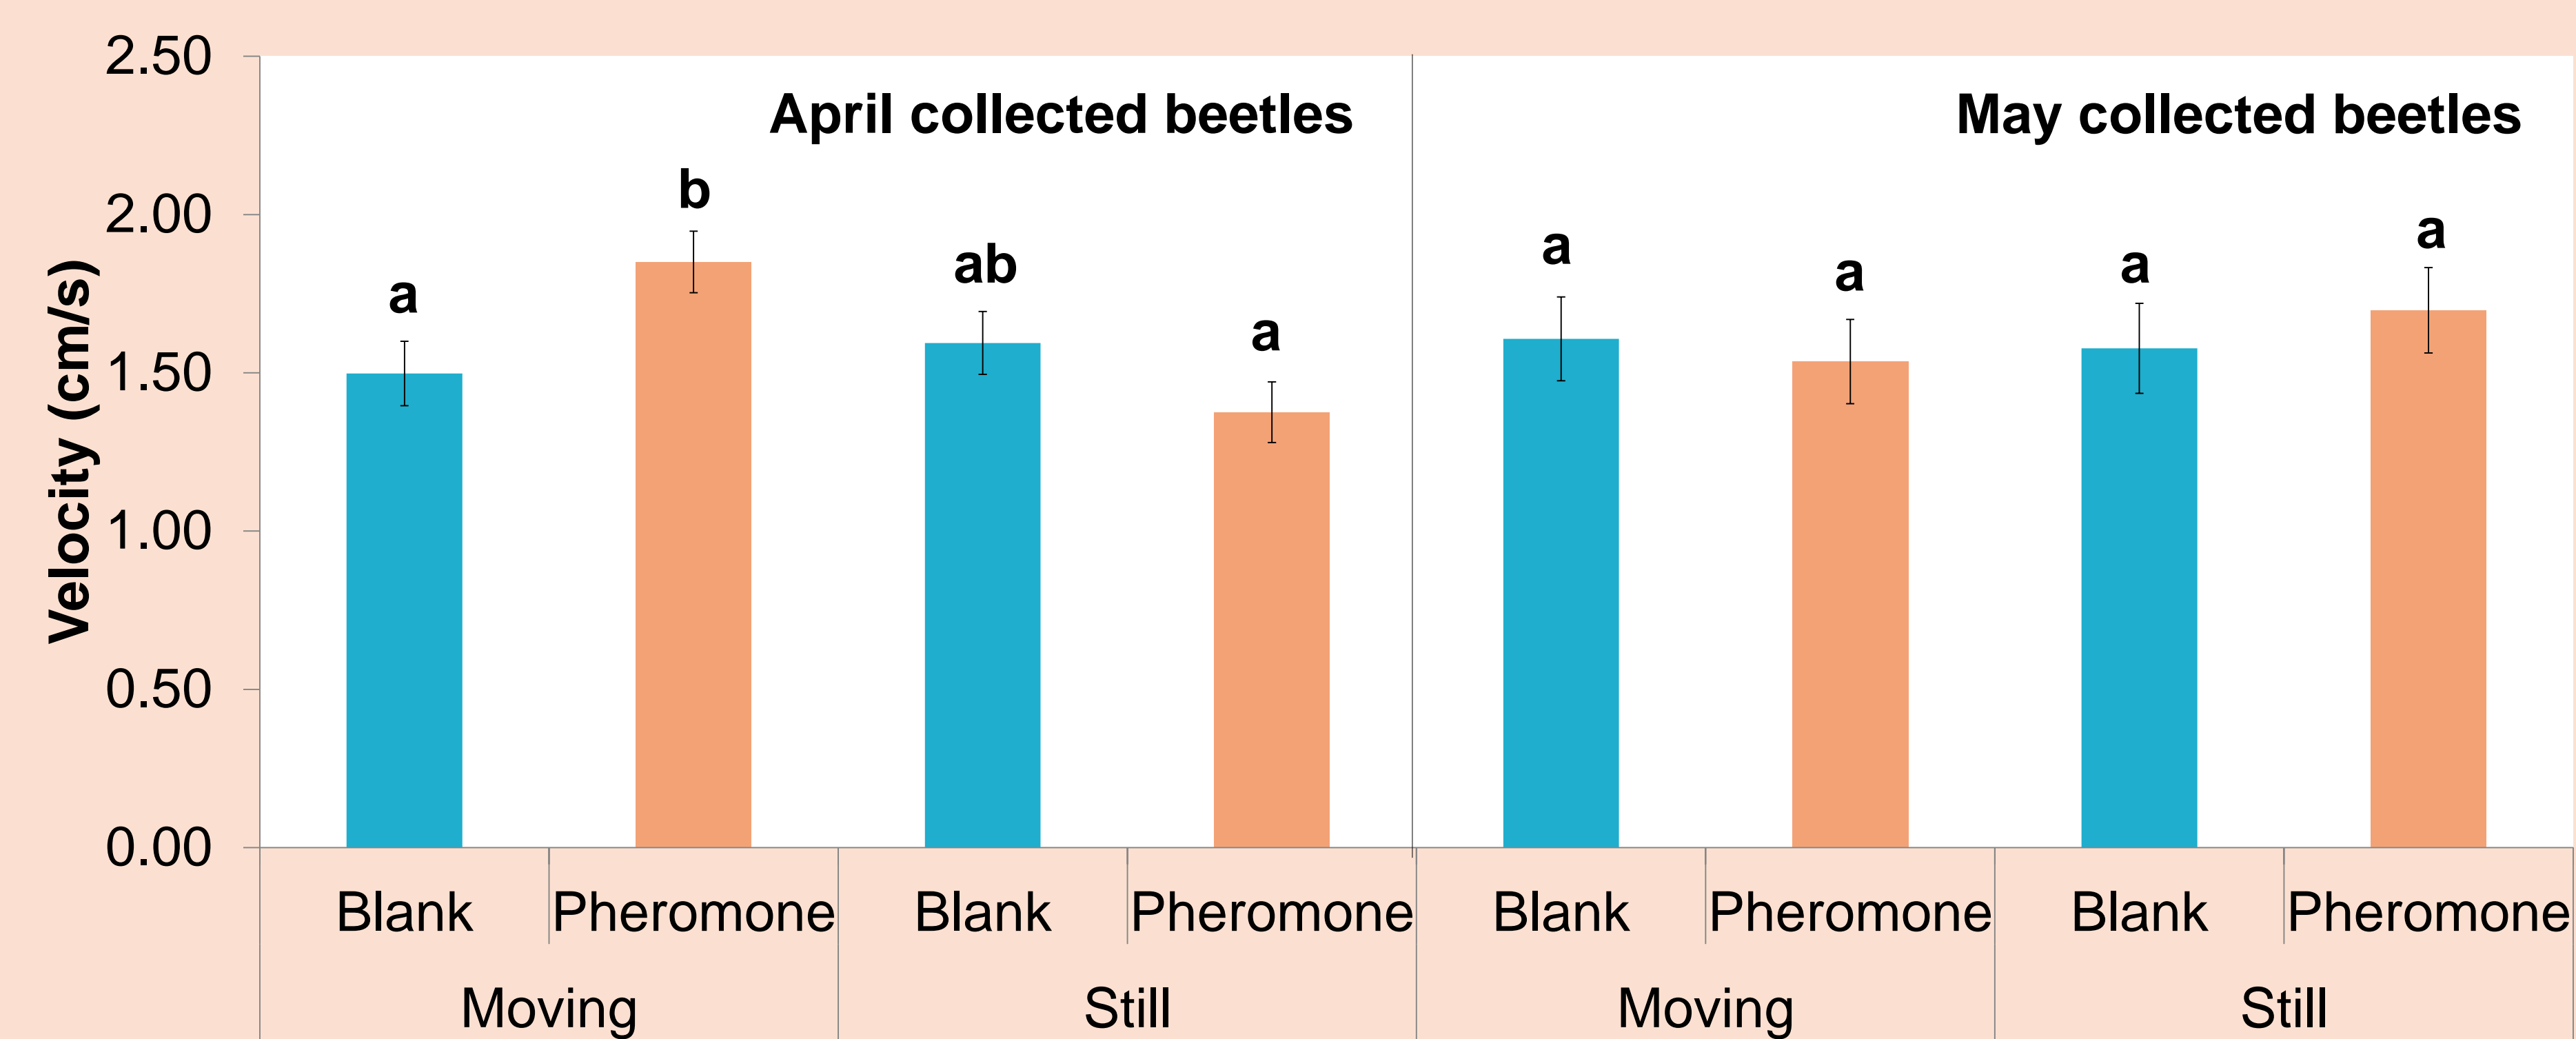 2.50
2.00
1.50
1.00
0.50
0.00
Velocity (cm/s)
April collected beetles
May collected beetles
a
b
ab
a
a
a
a
a
Blank Pheromone Blank Pheromone Blank Pheromone Blank Pheromone
Moving Still Moving Still